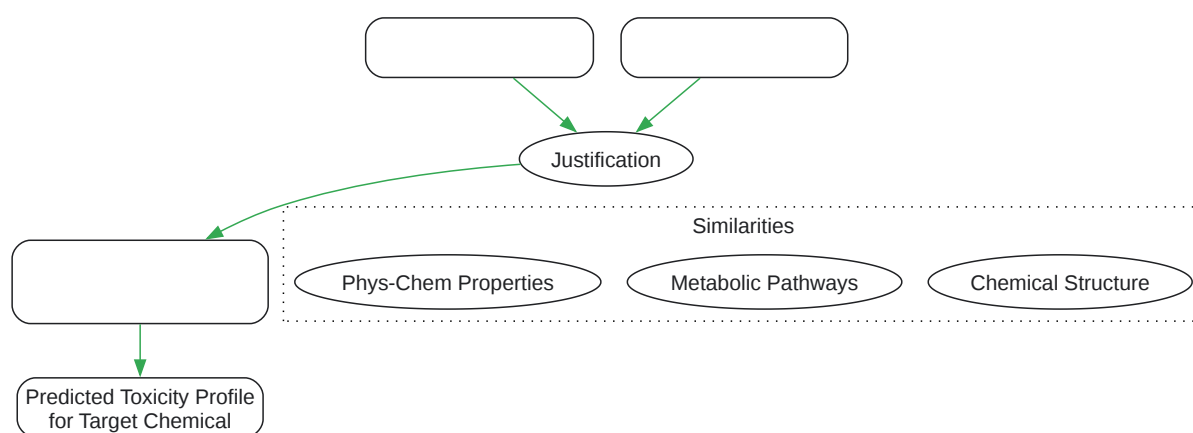 Justification
Similarities
Phys-Chem Properties
Metabolic Pathways
Chemical Structure
Predicted Toxicity Profile
for Target Chemical